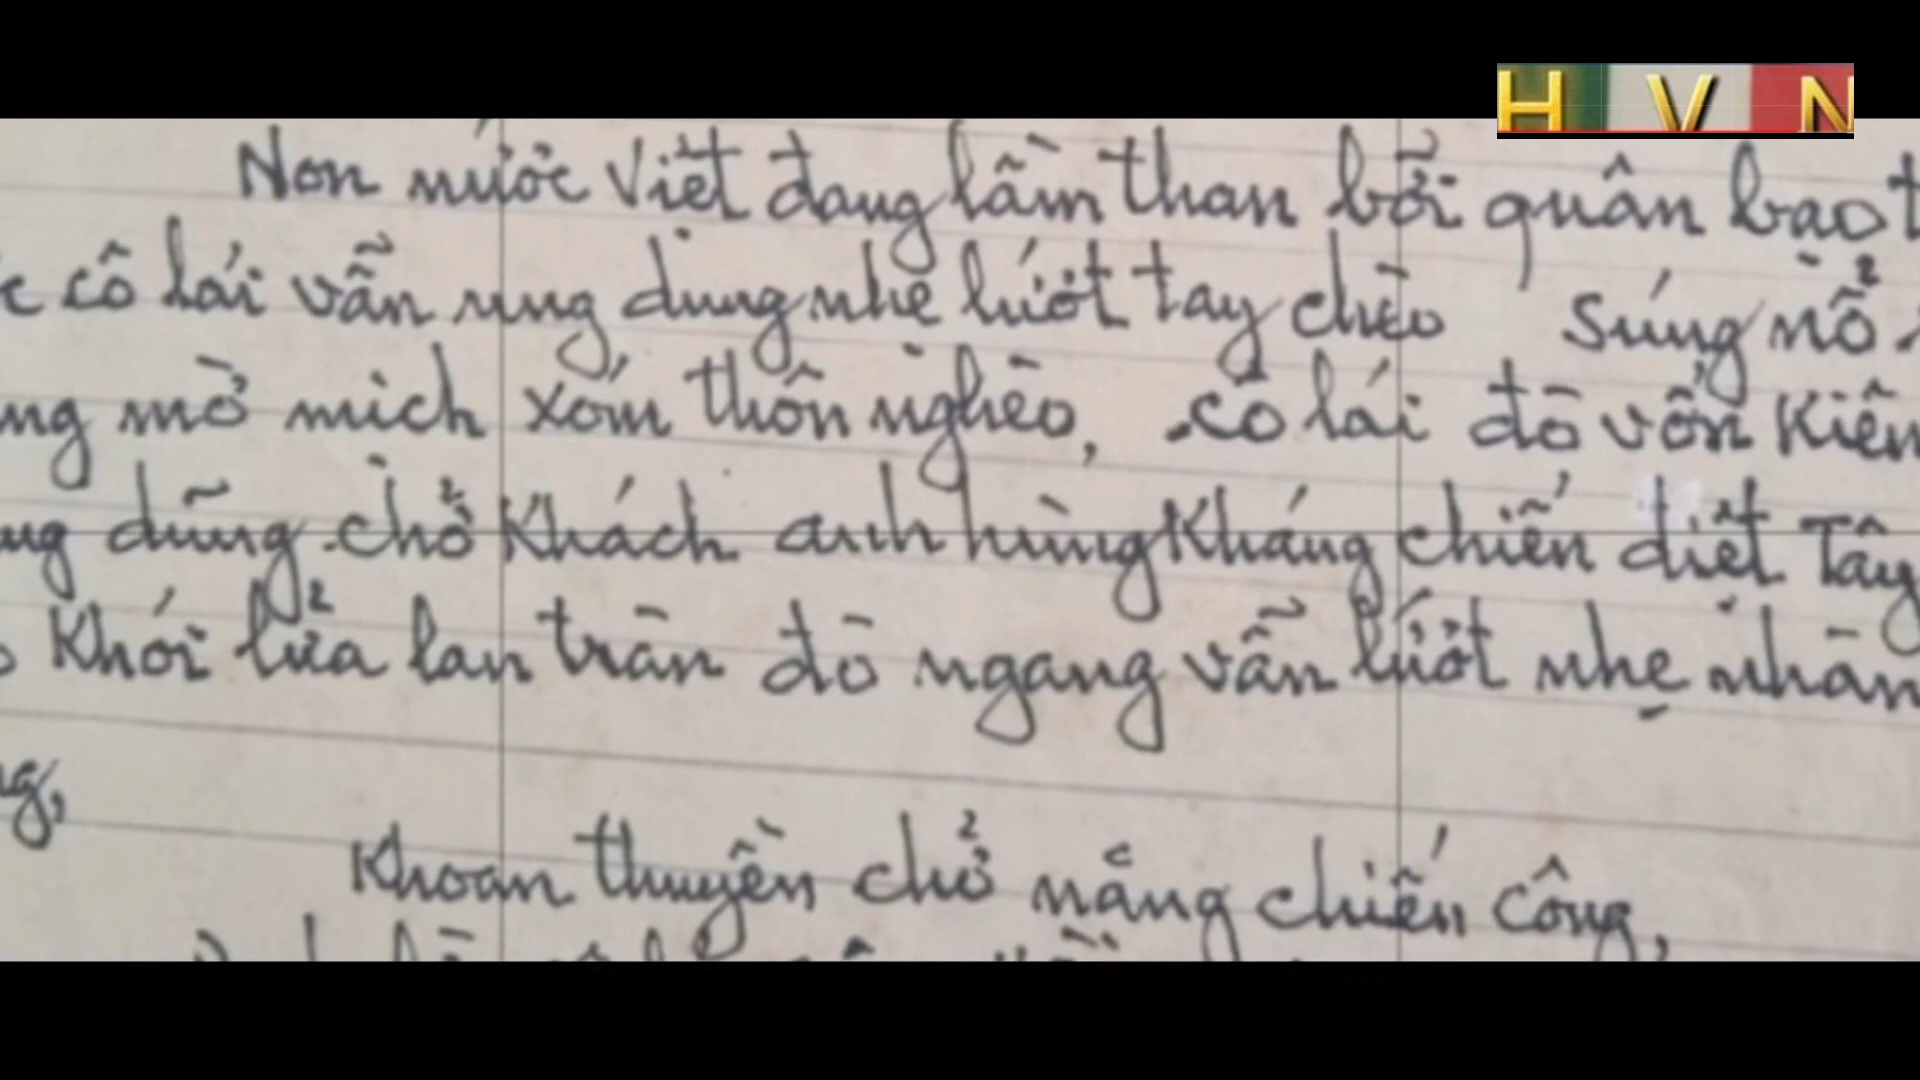 H V N
Non nước Việt đang lầm than bởi quân bạo t
cô lái vẫn ung dung nhẹ lướt tay chèo Súng nổ
ng mờ mịch xóm thôn nghèo, cô lái đò vốn Kiên
ng dũng chở Khách anh hùng Kháng chiến diệt Tây
Khói lửa lan tràn đò ngang vẫn lướt nhẹ nhàn
ng,
Khoan thuyền chở nặng chiến công,